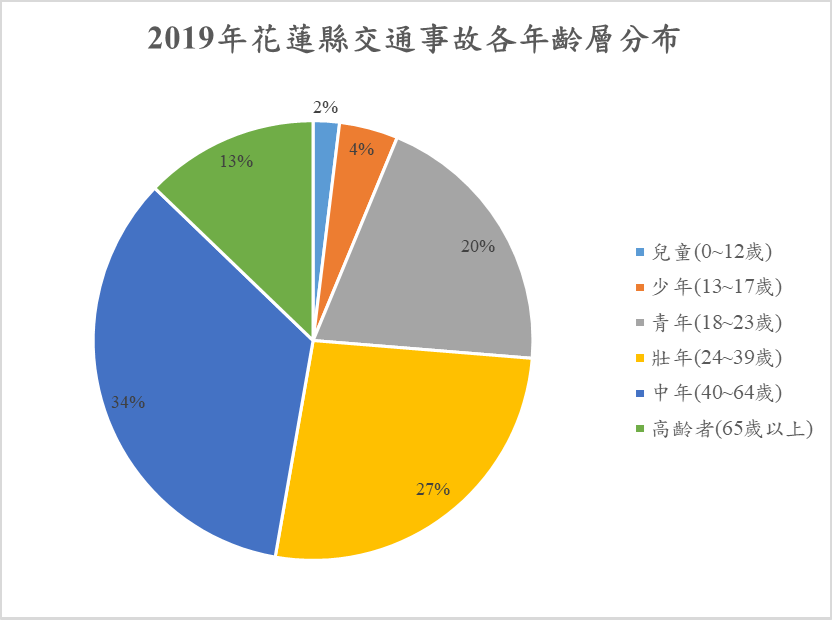 2019年花蓮縣交通事故各年齡層分布
2%
4%
13%
20%
34%
27%
兒童(0~12歲)
少年(13~17歲)
青年(18~23歲)
壯年(24~39歲)
中年(40~64歲)
高齡者(65歲以上)